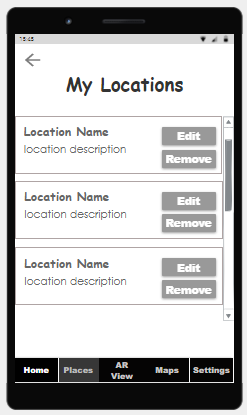 15:45
My Locations
Location Name
location description
Edit
Remove
Location Name
location description
Edit
Remove
Location Name
location description
Edit
Remove
Home Places AR View Maps Settings